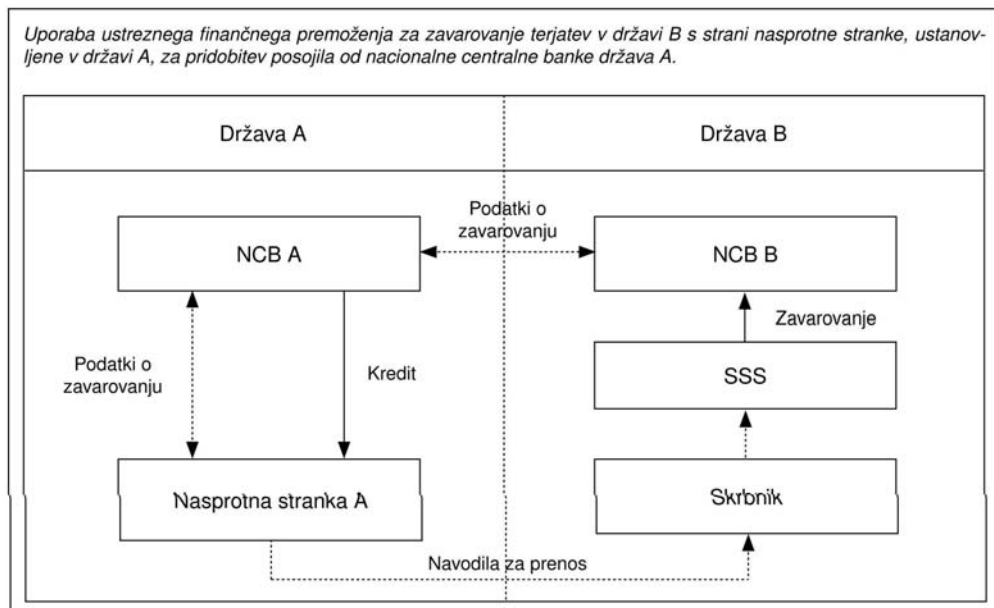 Uporaba ustreznega finančnega premoženja za zavarovanje terjatev v državi B s strani nasprotne stranke, ustanov-
ljene v državi A, za pridobitev posojila od nacionalne centralne banke država A.
Država A
Država B
Podatki o
zavarovanju
NCB A
NCB B
Zavarovanje
Podatki o
zavarovanju
Kredit
SSS
Nasprotna stranka A
Skrbnik
Navodila za prenos